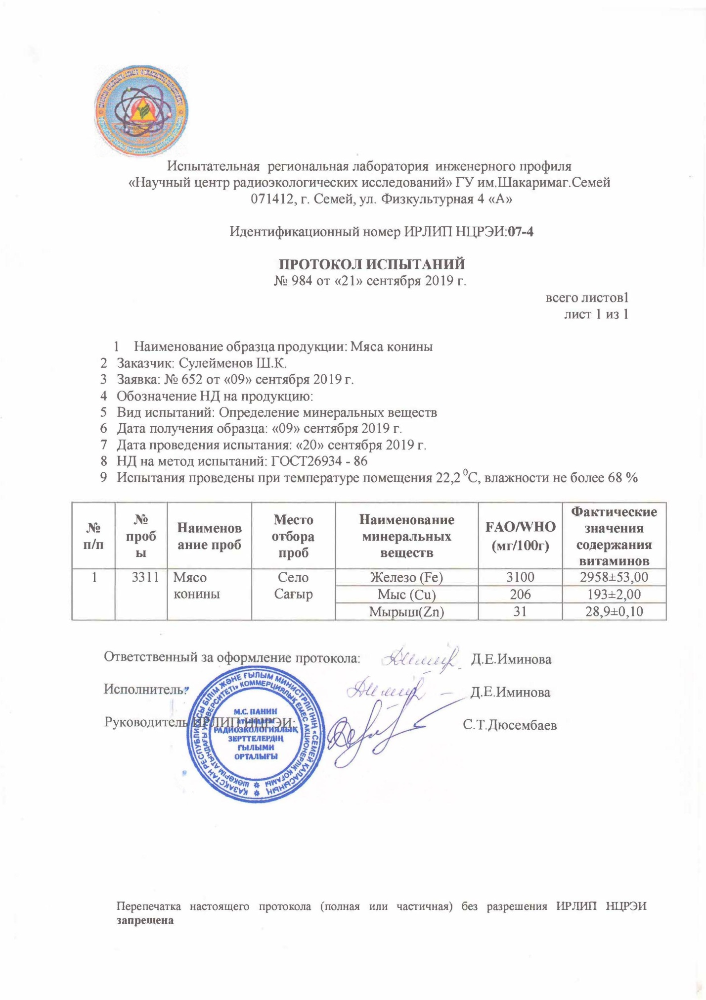 Испытательная региональная лаборатория инженерного профиля
«Научный центр радиоэкологических исследований» ГУ им.Шакаримаг.Семей
071412, г. Семей, ул. Физкультурная 4 «А»
Идентификационный номер ИРЛИП НЦРЭИ:07-4
ПРОТОКОЛ ИСПЫТАНИЙ
№ 984 от «21» сентября 2019 г.
всего листов1
лист 1 из 1
1 Наименование образца продукции: Мяса конины
2 Заказчик: Сулейменов Ш.К.
3 Заявка: № 652 от «09» сентября 2019 г.
4 Обозначение НД на продукцию:
5 Вид испытаний: Определение минеральных веществ
6 Дата получения образца: «09» сентября 2019 г.
7 Дата проведения испытания: «20» сентября 2019 г.
8 НД на метод испытаний: ГОСТ26934 - 86
9 Испытания проведены при температуре помещения 22,2 ⁰С, влажности не более 68 %
№ п/п
№ проб ы
Наименов ание проб
Место отбора проб
Наименование минеральных веществ
FAO/WHO (мг/100г)
Фактические значения содержания витаминов
1 3311 Мясо конины Село Сағыр Железо (Fe) 3100 2958±53,00
Мыс (Cu) 206 193±2,00
Мырыш(Zn) 31 28,9±0,10
Ответственный за оформление протокола: Д.Е.Иминова
Исполнитель: Д.Е.Иминова
Руководитель ИРЛИП НЦРЭИ: С.Т.Дюсембаев
ҚАЗАҚСТАН РЕСПУБЛИКАСЫ БІЛІМ ЖӘНЕ ҒЫЛЫМ МИНИСТРЛІГІНІҢ «СЕМЕЙ ҚАЛАСЫНЫҢ
ШӘКӘРІМ АТЫНДАҒЫ УНИВЕРСИТЕТІ» КОММЕРЦИЯЛЫҚ ЕМЕС АКЦИОНЕРЛІК ҚОҒАМЫ
М.С. ПАНИН
атындағы
РАДИОЭКОЛОГИЯЛЫҚ
ЗЕРТТЕЛЕРДІҢ
ҒЫЛЫМИ
ОРТАЛЫҒЫ
Перепечатка настоящего протокола (полная или частичная) без разрешения ИРЛИП НЦРЭИ
запрещена